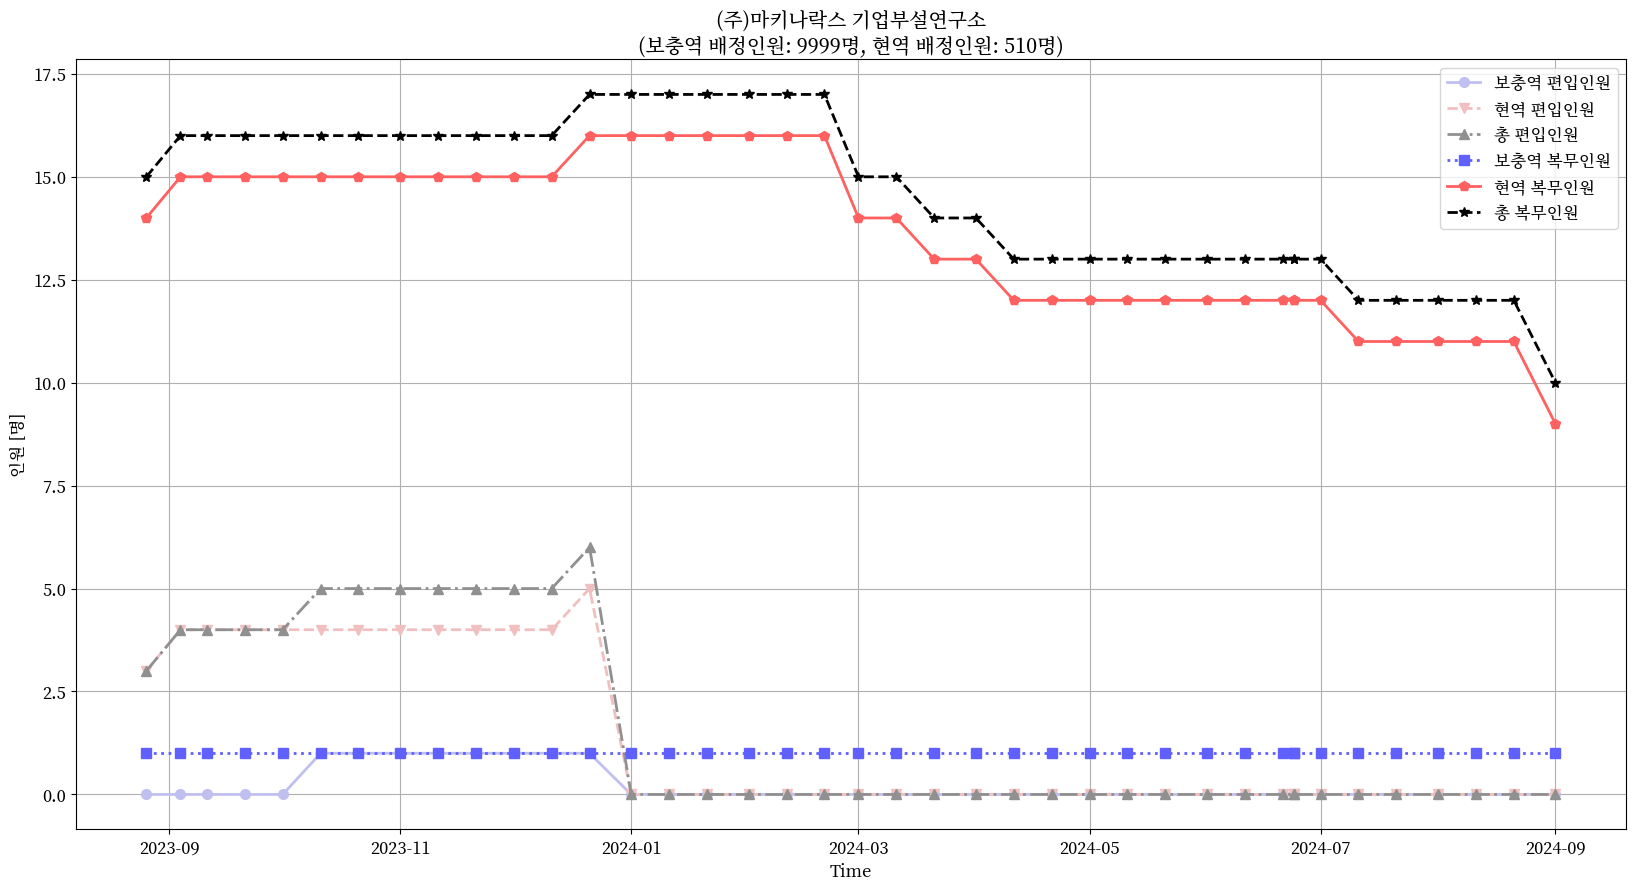 (주)마키나락스 기업부설연구소
(보충역 배정인원: 9999명, 현역 배정인원: 510명)
17.5
15.0
12.5
10.0
7.5
5.0
2.5
0.0
인원 [명]
보충역 편입인원
현역 편입인원
총 편입인원
보충역 복무인원
현역 복무인원
총 복무인원
2023-09
2023-11
2024-01
2024-03
2024-05
2024-07
2024-09
Time